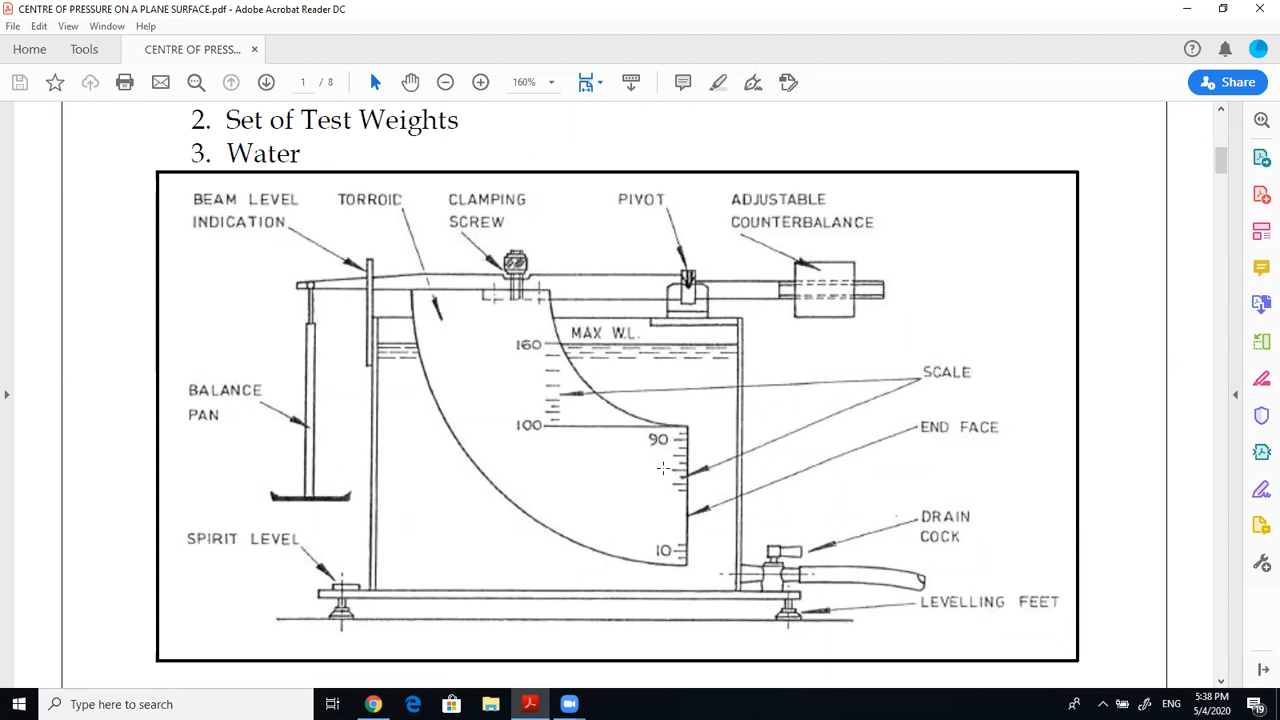 CENTRE OF PRESSURE ON A PLANE SURFACE.pdf - Adobe Acrobat Reader DC
File Edit View Window Help
Home Tools CENTRE OF PRESS... ×
1 / 8 160% Share
2. Set of Test Weights
3. Water
BEAM LEVEL INDICATION
TORROID
CLAMPING SCREW
PIVOT
ADJUSTABLE COUNTERBALANCE
MAX W.L.
160
SCALE
BALANCE PAN
100
90
END FACE
SPIRIT LEVEL
10
DRAIN COCK
LEVELLING FEET
Type here to search
ENG
5:38 PM
5/4/2020
19